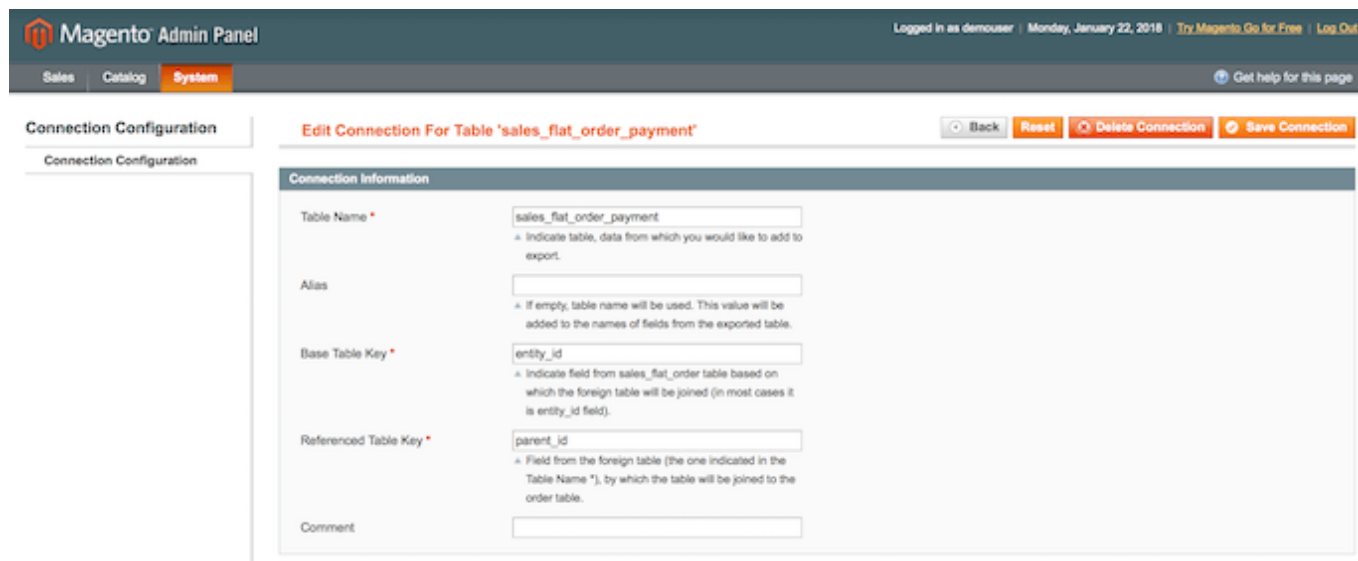 Magento Admin Panel
Logged in as demouser | Monday, January 22, 2018 | Try Magento Go for Free | Log Out
Sales Catalog System
Get help for this page
Connection Configuration
Connection Configuration
Edit Connection For Table 'sales_flat_order_payment'
Back Reset Delete Connection Save Connection
Connection Information
Table Name *
sales_flat_order_payment
Indicate table, data from which you would like to add to
export.
Alias
If empty, table name will be used. This value will be
added to the names of fields from the exported table.
Base Table Key *
entity_id
Indicate field from sales_flat_order table based on
which the foreign table will be joined (in most cases it
is entity_id field).
Referenced Table Key *
parent_id
Field from the foreign table (the one indicated in the
Table Name *), by which the table will be joined to the
order table.
Comment